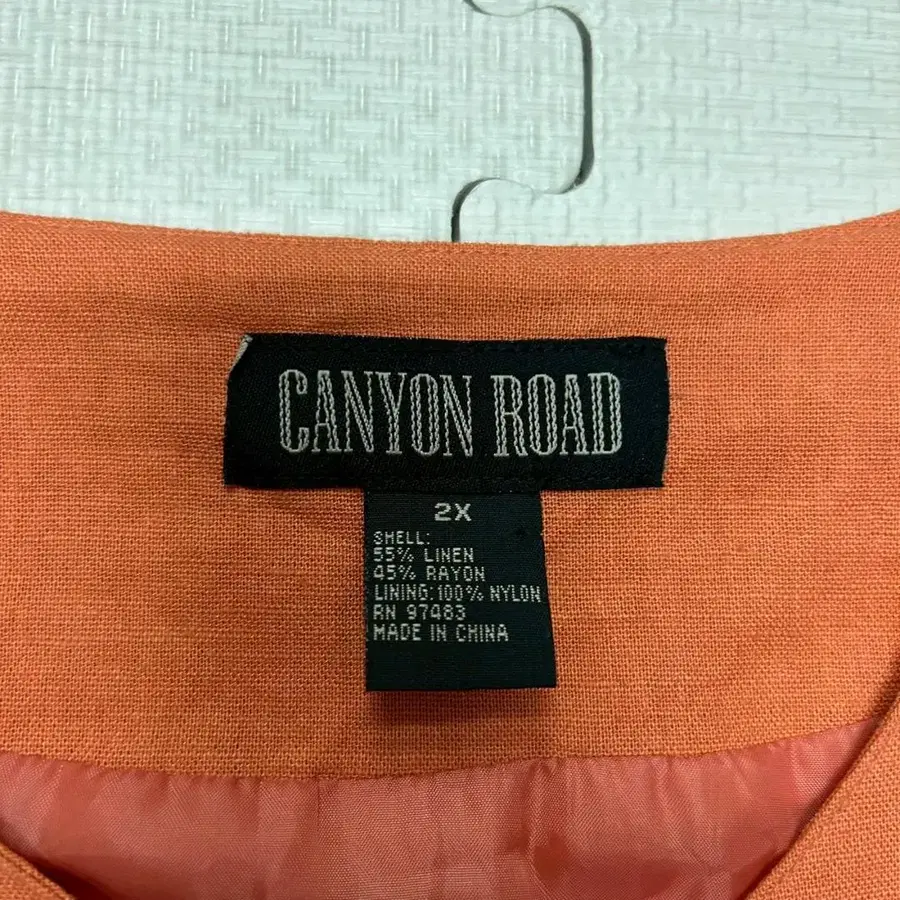 CANYON ROAD
2X
SHELL:
55% LINEN
45% RAYON
LINING:100% NYLON
RN 97483
MADE IN CHINA